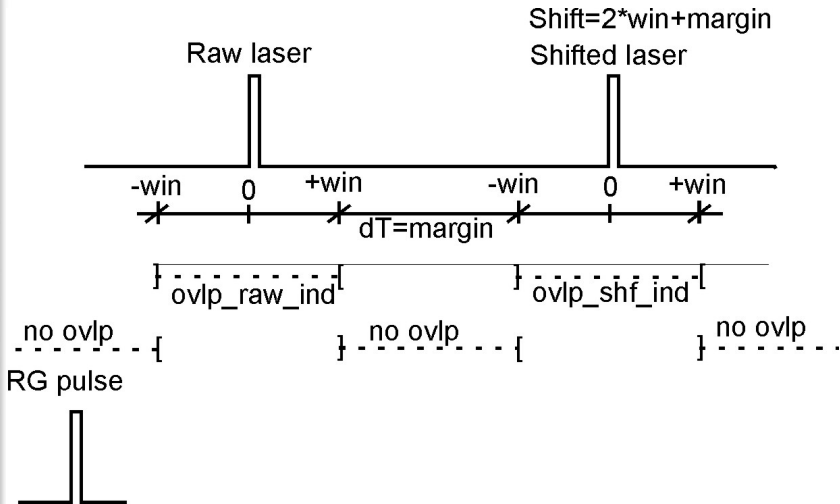 Shift=2*win+margin
Raw laser
Shifted laser
-win 0 +win -win 0 +win
dT=margin
ovlp_raw_ind ovlp_shf_ind
no ovlp no ovlp no ovlp
RG pulse